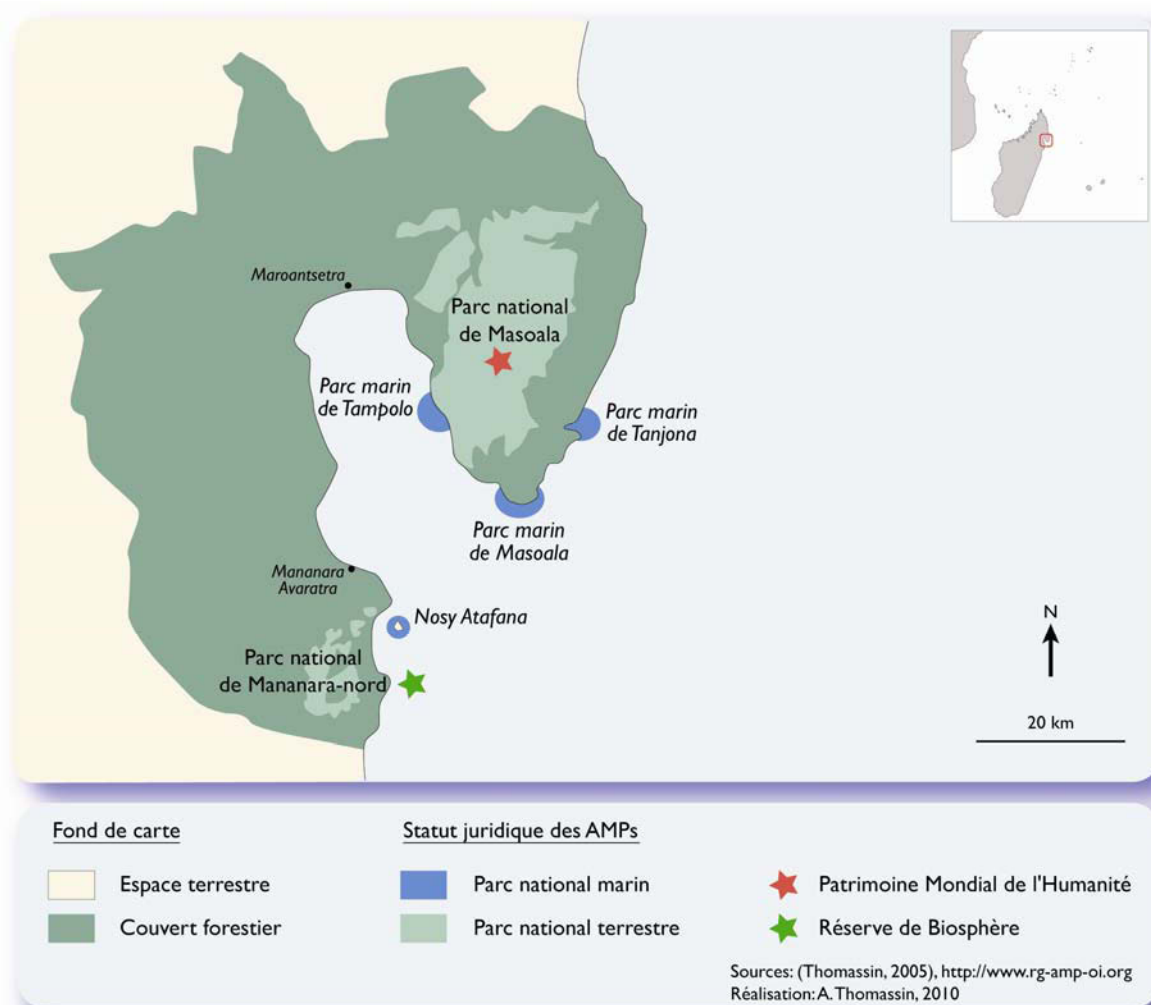 Maroantsetra
Parc national
de Masoala
Parc marin
de Tampolo
Parc marin
de Tanjona
Parc marin
de Masoala
Mananara
Avaratra
Nosy Atafana
Parc national
de Mananara-nord
N
20 km
Fond de carte
Espace terrestre
Couvert forestier
Statut juridique des AMPs
Parc national marin
Parc national terrestre
Patrimoine Mondial de l'Humanité
Réserve de Biosphère
Sources: (Thomassin, 2005), http://www.rg-amp-oi.org
Réalisation: A. Thomassin, 2010